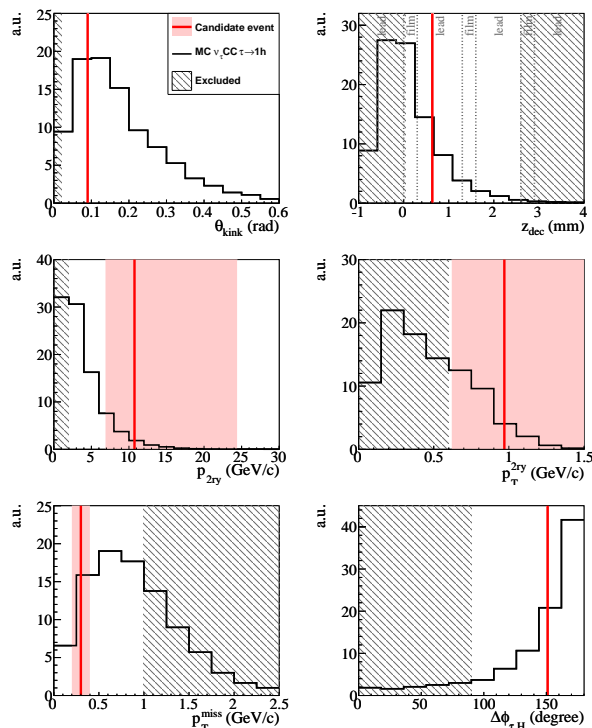 a.u.
25
20
15
10
5
0
0
0.1
0.2
0.3
0.4
0.5
0.6
θkink (rad)
Candidate event
MC ντCC τ→1h
Excluded
a.u.
30
20
10
0
-1
0
1
2
3
4
zdec (mm)
lead
film
lead
film
lead
film
lead
a.u.
40
30
20
10
0
0
5
10
15
20
25
30
p2ry (GeV/c)
a.u.
30
20
10
0
0
0.5
1
1.5
pT2ry (GeV/c)
a.u.
25
20
15
10
5
0
0
0.5
1
1.5
2
2.5
pTmiss (GeV/c)
a.u.
40
30
20
10
0
0
50
100
150
ΔφτH (degree)